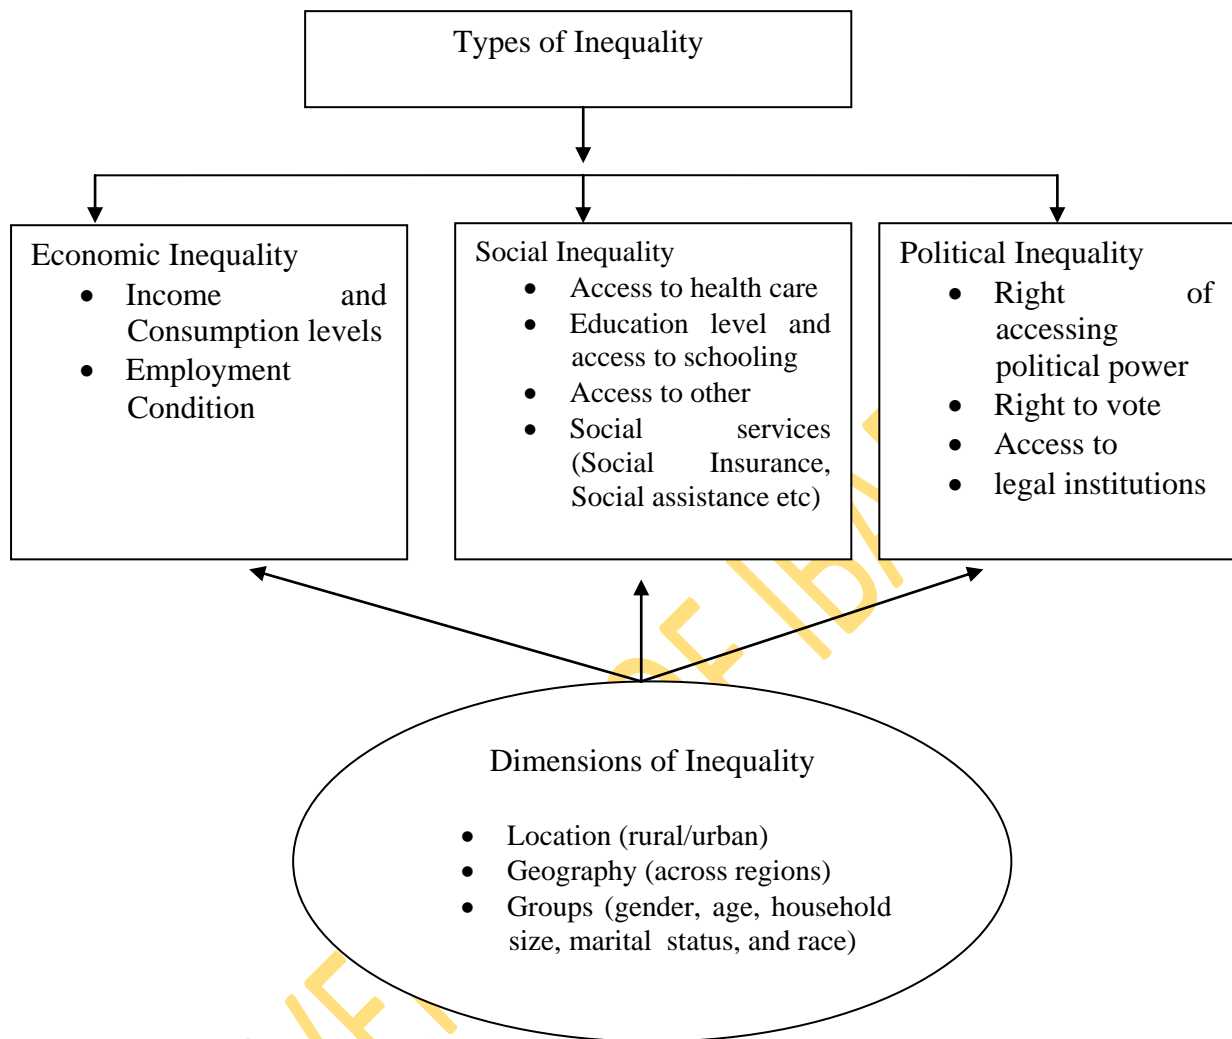 Types of Inequality
Economic Inequality
• Income and
Consumption levels
• Employment
Condition
Social Inequality
• Access to health care
• Education level and
access to schooling
• Access to other
• Social services
(Social Insurance,
Social assistance etc)
Political Inequality
• Right of
accessing
political power
• Right to vote
• Access to
• legal institutions
Dimensions of Inequality
• Location (rural/urban)
• Geography (across regions)
• Groups (gender, age, household
size, marital status, and race)